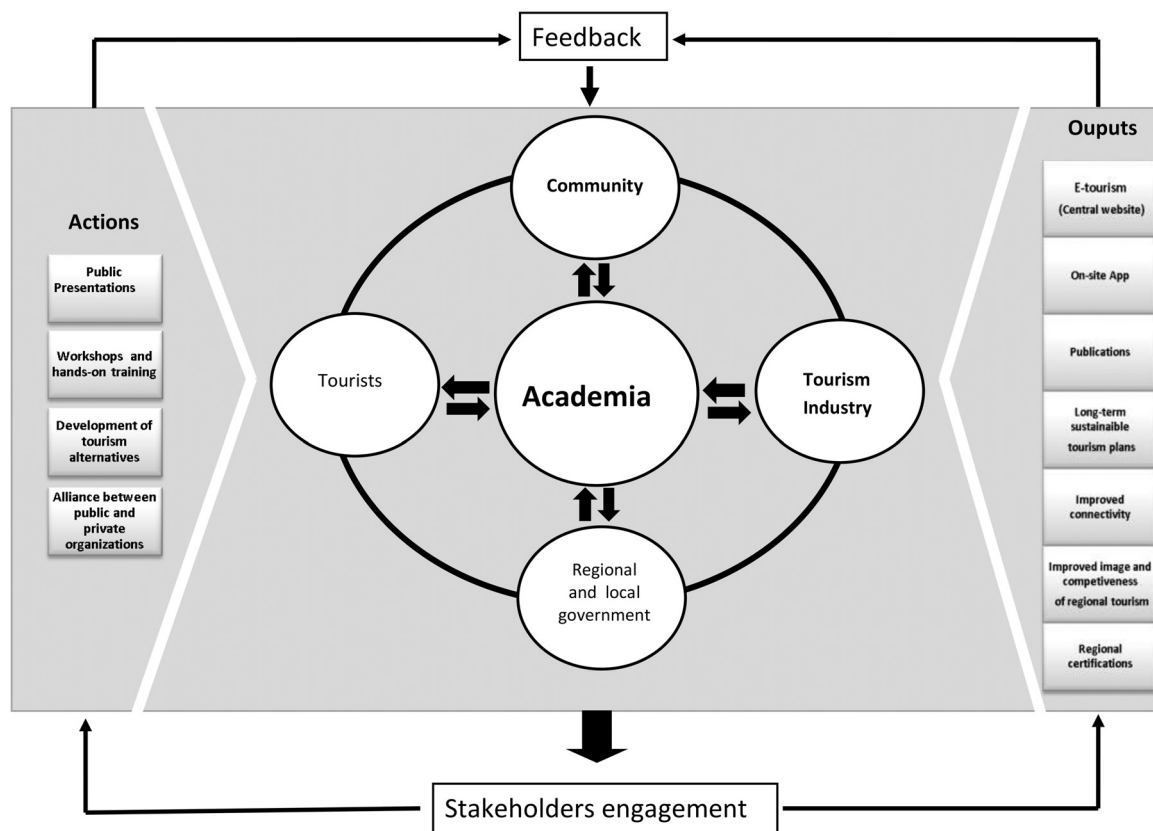 Feedback
Actions
Public
Presentations
Workshops and
hands-on training
Development of
tourism
alternatives
Alliance between
public and
private
organizations
Community
Tourists
Academia
Tourism
Industry
Regional
and local
government
Ouputs
E-tourism
(Central website)
On-site App
Publications
Long-term
sustainaible
tourism plans
Improved
connectivity
Improved image and
competiveness
of regional tourism
Regional
certifications
Stakeholders engagement